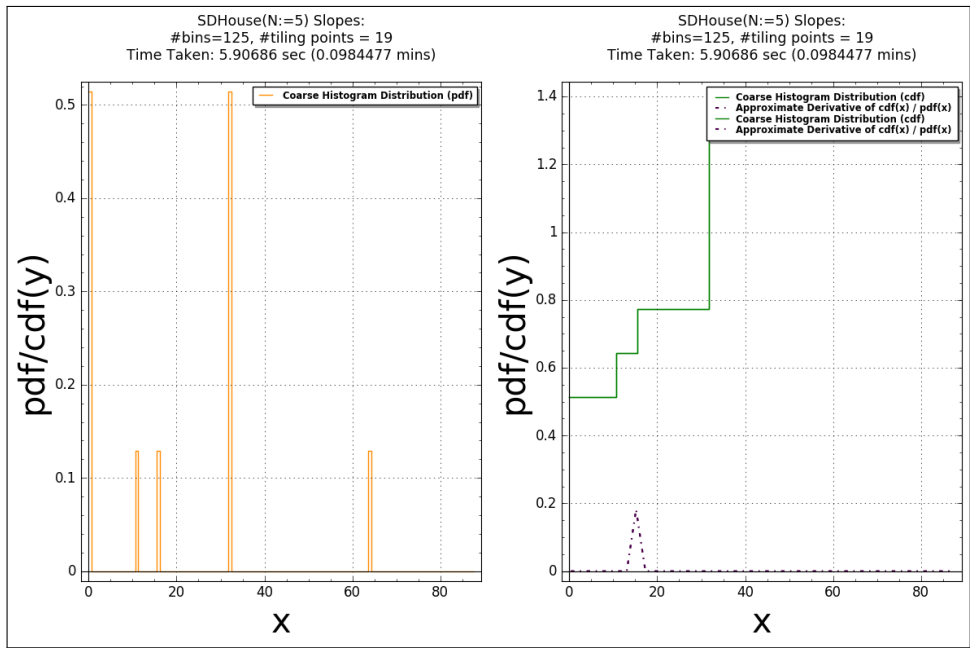 SDHouse(N:=5) Slopes:
#bins=125, #tiling points = 19
Time Taken: 5.90686 sec (0.0984477 mins)
Coarse Histogram Distribution (pdf)
0.5
0.4
0.3
0.2
0.1
0
pdf/cdf(y)
0 20 40 60 80
x
SDHouse(N:=5) Slopes:
#bins=125, #tiling points = 19
Time Taken: 5.90686 sec (0.0984477 mins)
Coarse Histogram Distribution (cdf)
Approximate Derivative of cdf(x) / pdf(x)
Coarse Histogram Distribution (cdf)
Approximate Derivative of cdf(x) / pdf(x)
1.4
1.2
1
0.8
0.6
0.4
0.2
0
pdf/cdf(y)
0 20 40 60 80
x